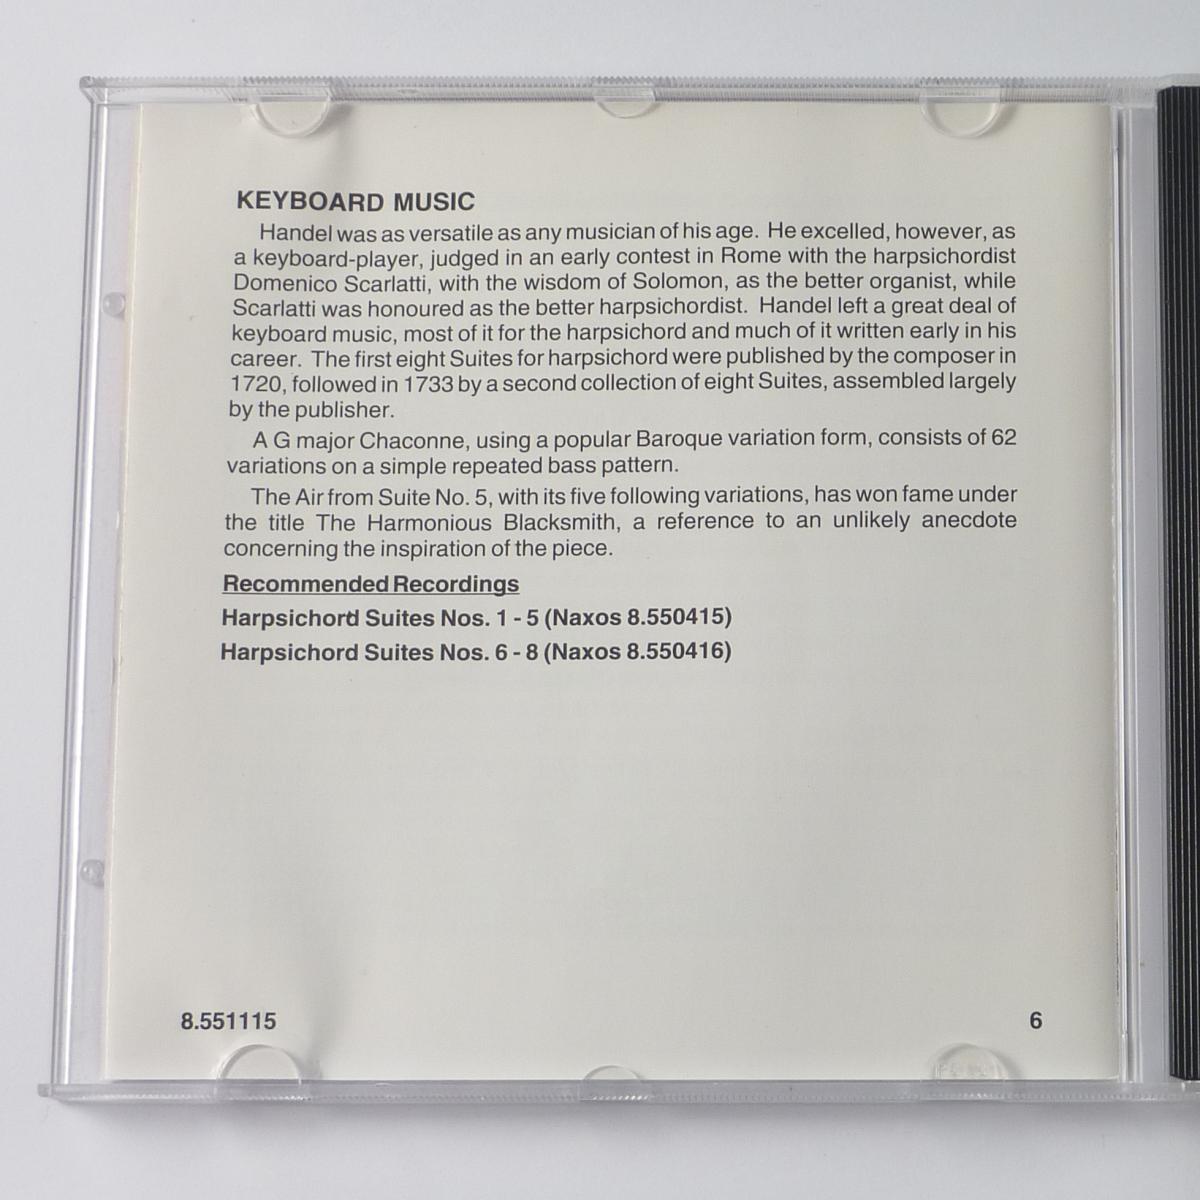 KEYBOARD MUSIC
Handel was as versatile as any musician of his age. He excelled, however, as
a keyboard-player, judged in an early contest in Rome with the harpsichordist
Domenico Scarlatti, with the wisdom of Solomon, as the better organist, while
Scarlatti was honoured as the better harpsichordist. Handel left a great deal of
keyboard music, most of it for the harpsichord and much of it written early in his
career. The first eight Suites for harpsichord were published by the composer in
1720, followed in 1733 by a second collection of eight Suites, assembled largely
by the publisher.
A G major Chaconne, using a popular Baroque variation form, consists of 62
variations on a simple repeated bass pattern.
The Air from Suite No. 5, with its five following variations, has won fame under
the title The Harmonious Blacksmith, a reference to an unlikely anecdote
concerning the inspiration of the piece.
Recommended Recordings
Harpsichord Suites Nos. 1 - 5 (Naxos 8.550415)
Harpsichord Suites Nos. 6 - 8 (Naxos 8.550416)
8.551115 6